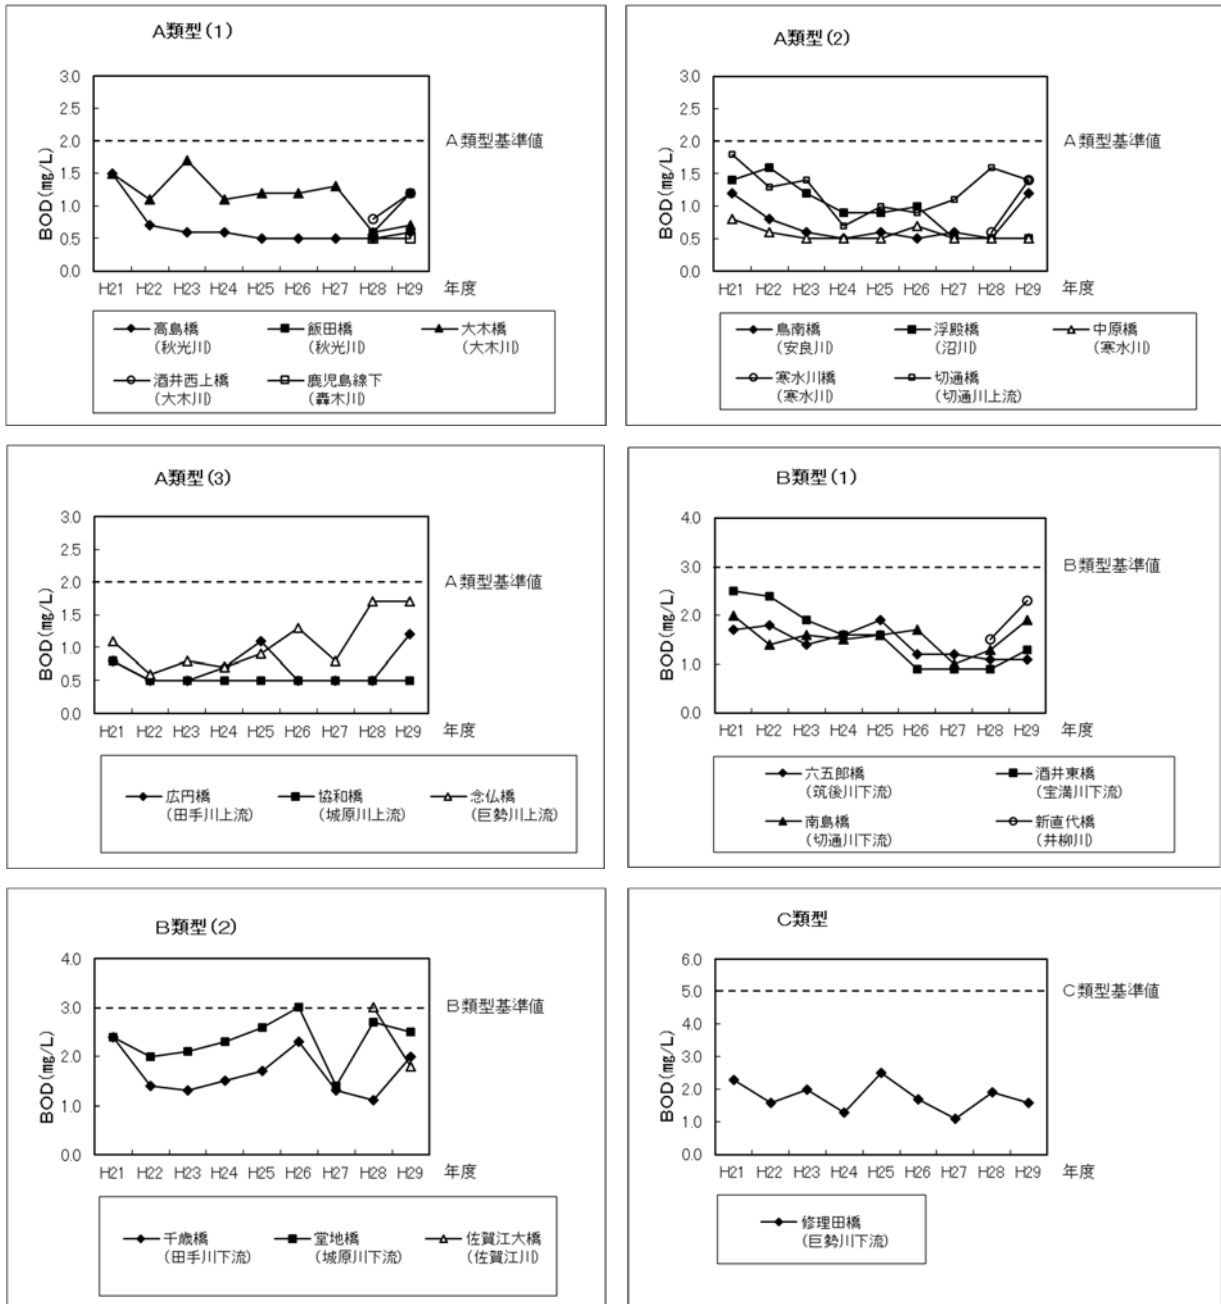 A類型(1)
3.0
2.5
2.0
1.5
1.0
0.5
0.0
BOD(mg/L)
A類型基準値
H21 H22 H23 H24 H25 H26 H27 H28 H29 年度
高島橋 飯田橋 大木橋
(秋光川) (秋光川) (大木川)
酒井西上橋 鹿児島線下
(大木川) (轟木川)
A類型(2)
3.0
2.5
2.0
1.5
1.0
0.5
0.0
BOD(mg/L)
A類型基準値
H21 H22 H23 H24 H25 H26 H27 H28 H29 年度
鳥南橋 浮殿橋 中原橋
(安良川) (沼川) (寒水川)
寒水川橋 切通橋
(寒水川) (切通川上流)
A類型(3)
3.0
2.5
2.0
1.5
1.0
0.5
0.0
BOD(mg/L)
A類型基準値
H21 H22 H23 H24 H25 H26 H27 H28 H29 年度
広円橋 協和橋 念仏橋
(田手川上流) (城原川上流) (巨勢川上流)
B類型(1)
4.0
3.0
2.0
1.0
0.0
BOD(mg/L)
B類型基準値
H21 H22 H23 H24 H25 H26 H27 H28 H29 年度
六五郎橋 酒井東橋
(筑後川下流) (宝満川下流)
南島橋 新直代橋
(切通川下流) (井柳川)
B類型(2)
4.0
3.0
2.0
1.0
0.0
BOD(mg/L)
B類型基準値
H21 H22 H23 H24 H25 H26 H27 H28 H29 年度
千歳橋 堂地橋 佐賀江大橋
(田手川下流) (城原川下流) (佐賀江川)
C類型
6.0
5.0
4.0
3.0
2.0
1.0
0.0
BOD(mg/L)
C類型基準値
H21 H22 H23 H24 H25 H26 H27 H28 H29 年度
修理田橋
(巨勢川下流)